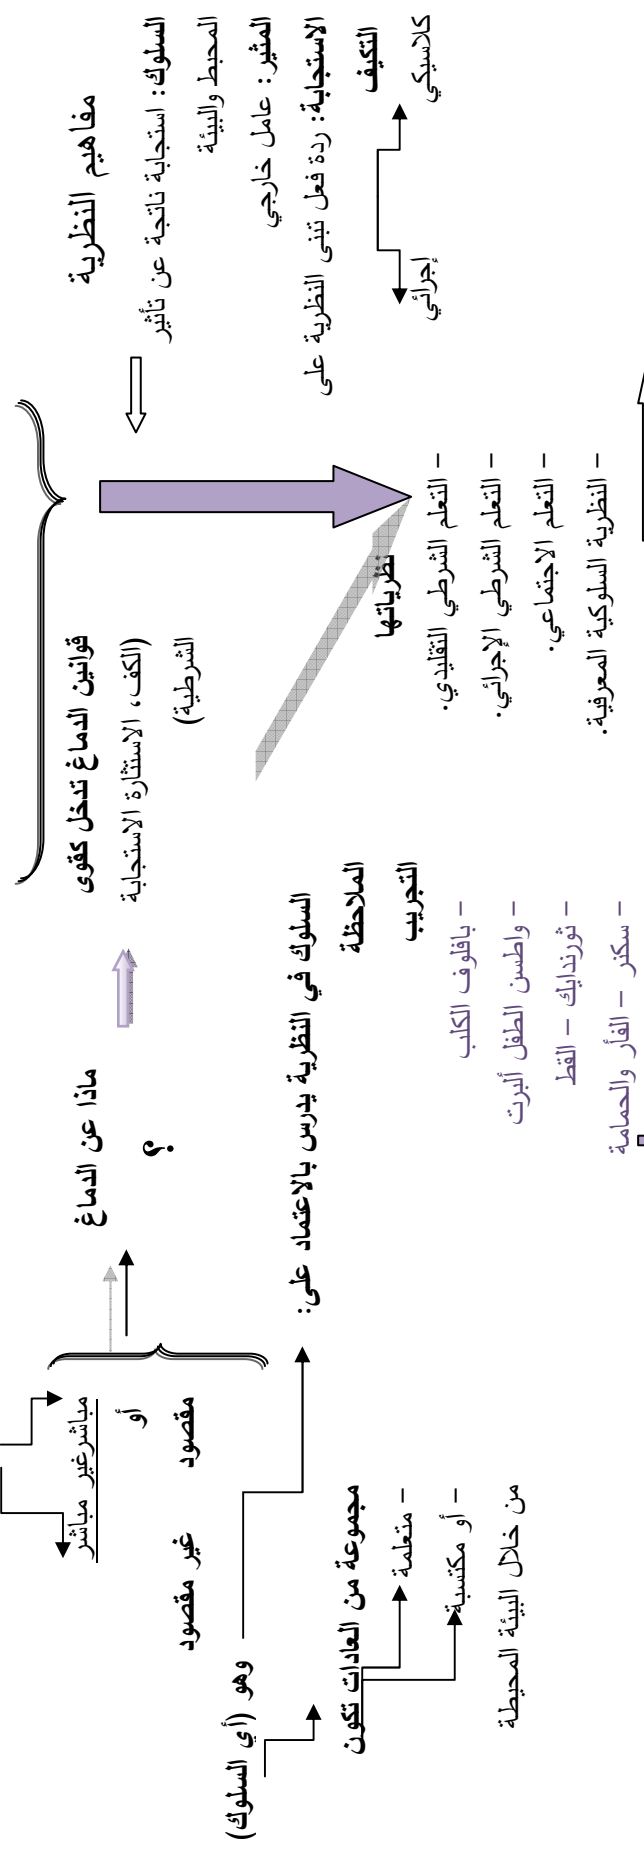 مفاهيم النظرية
السلوك: استجابة ناتجة عن تأثير
المحيط والبيئة
المثير: عامل خارجي
الاستجابة: ردة فعل تبنى النظرية على
التكيف
كلاسيكي
إجرائي
قوانين الدماغ تدخل كقوى
(الكف، الاستثارة الاستجابة
الشرطية)
نظرياتها
- التعلم الشرطي التقليدي.
- التعلم الشرطي الإجرائي.
- التعلم الاجتماعي.
- النظرية السلوكية المعرفية.
ماذا عن الدماغ
؟
السلوك في النظرية يدرس بالاعتماد على:
الملاحظة
التجريب
- بافلوف الكلب
- واطسن الطفل ألبرت
- ثورندايك - القط
- سكنر - الفأر والحمامة
مباشر غير مباشر
أو
مقصود غير مقصود
وهو (أي السلوك)
مجموعة من العادات تكون
- متعلمة
- أو مكتسبة
من خلال البيئة المحيطة